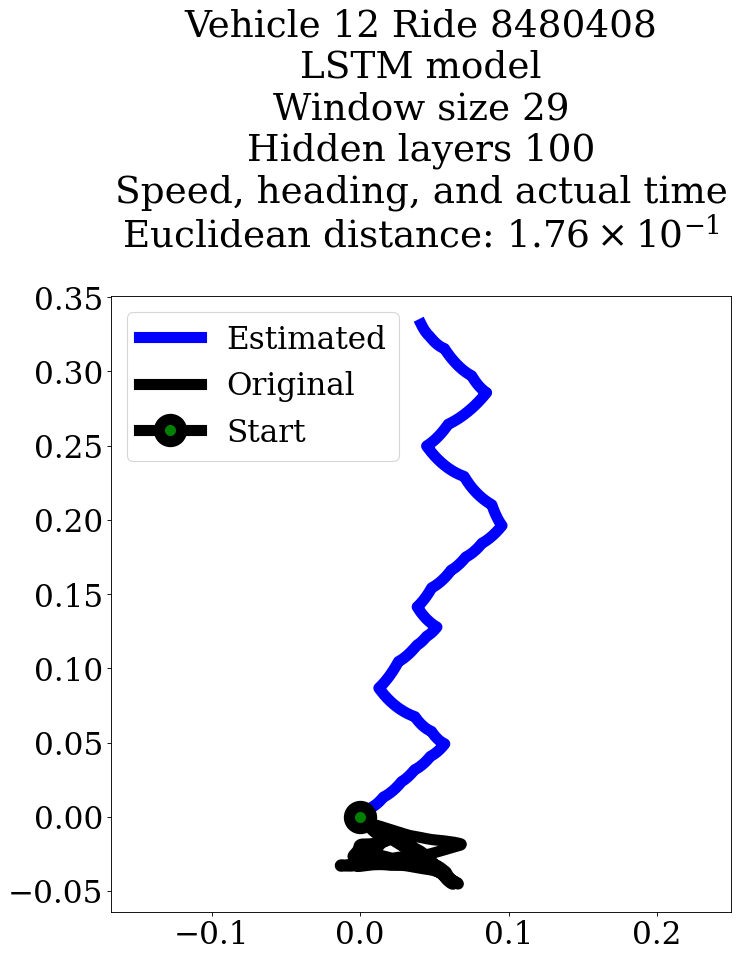 Vehicle 12 Ride 8480408
LSTM model
Window size 29
Hidden layers 100
Speed, heading, and actual time
Euclidean distance: 1.76 × 10⁻¹
0.35
0.30
0.25
0.20
0.15
0.10
0.05
0.00
−0.05
Estimated
Original
Start
−0.1 0.0 0.1 0.2